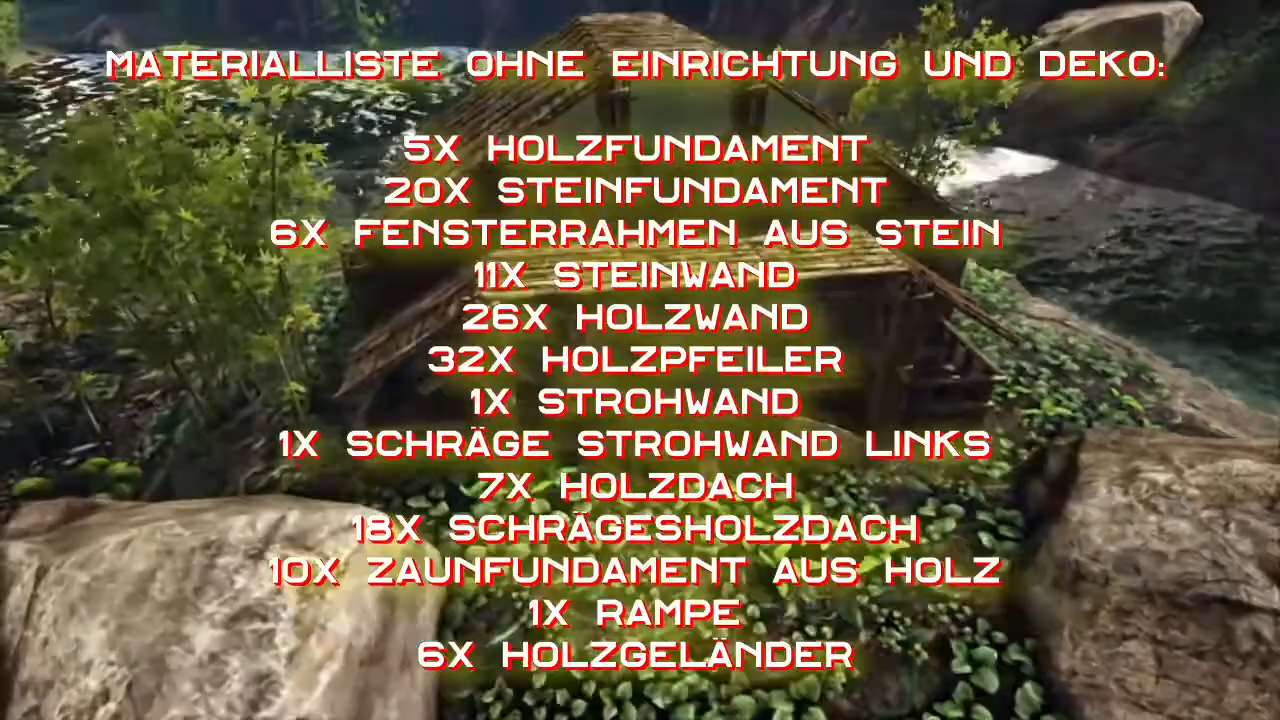 MATERIALLISTE OHNE EINRICHTUNG UND DEKO:
5X HOLZFUNDAMENT
20X STEINFUNDAMENT
6X FENSTERRAHMEN AUS STEIN
11X STEINWAND
26X HOLZWAND
32X HOLZPFEILER
1X STROHWAND
1X SCHRÄGE STROHWAND LINKS
7X HOLZDACH
18X SCHRÄGESHOLZDACH
10X ZAUNFUNDAMENT AUS HOLZ
1X RAMPE
6X HOLZGELÄNDER